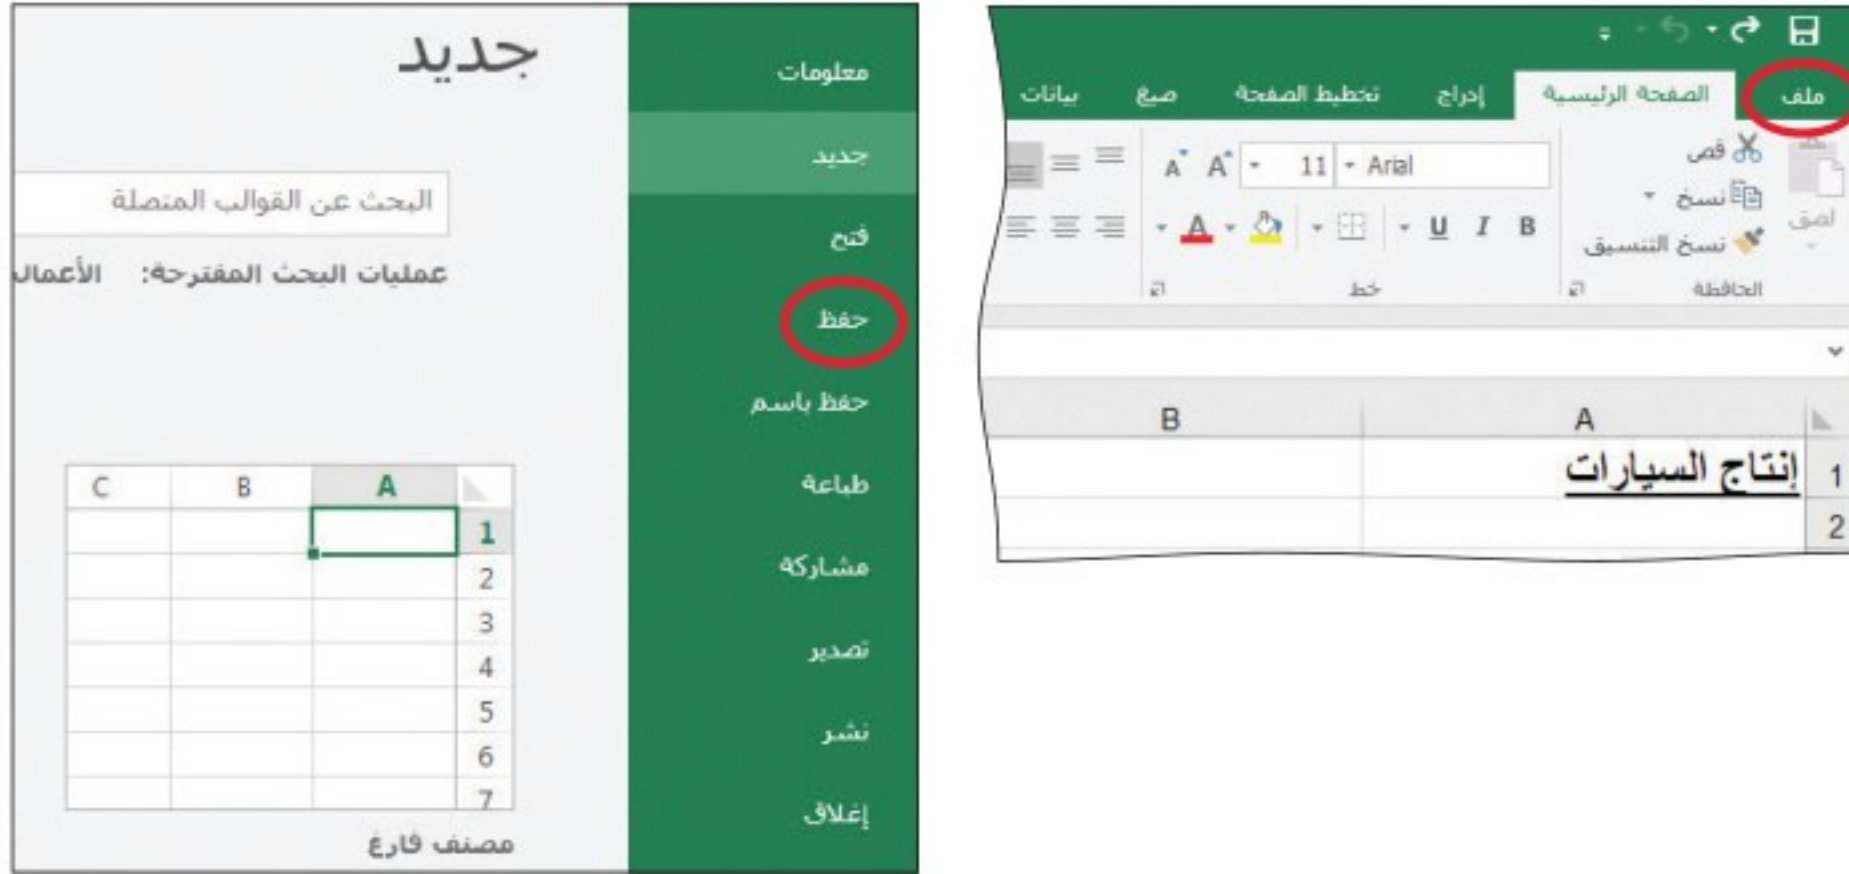 ملف الصفحة الرئيسية إدراج تخطيط الصفحة صيغ بيانات
قص
نسخ
نسخ التنسيق
لصق
الحافظة
Arial 11 A A
B I U A
خط
A B
1 إنتاج السيارات
2
معلومات
جديد
فتح
حفظ
حفظ باسم
طباعة
مشاركة
تصدير
نشر
إغلاق
جديد
البحث عن القوالب المتصلة
عمليات البحث المقترحة:
A B C
1
2
3
4
5
6
7
مصنف فارغ